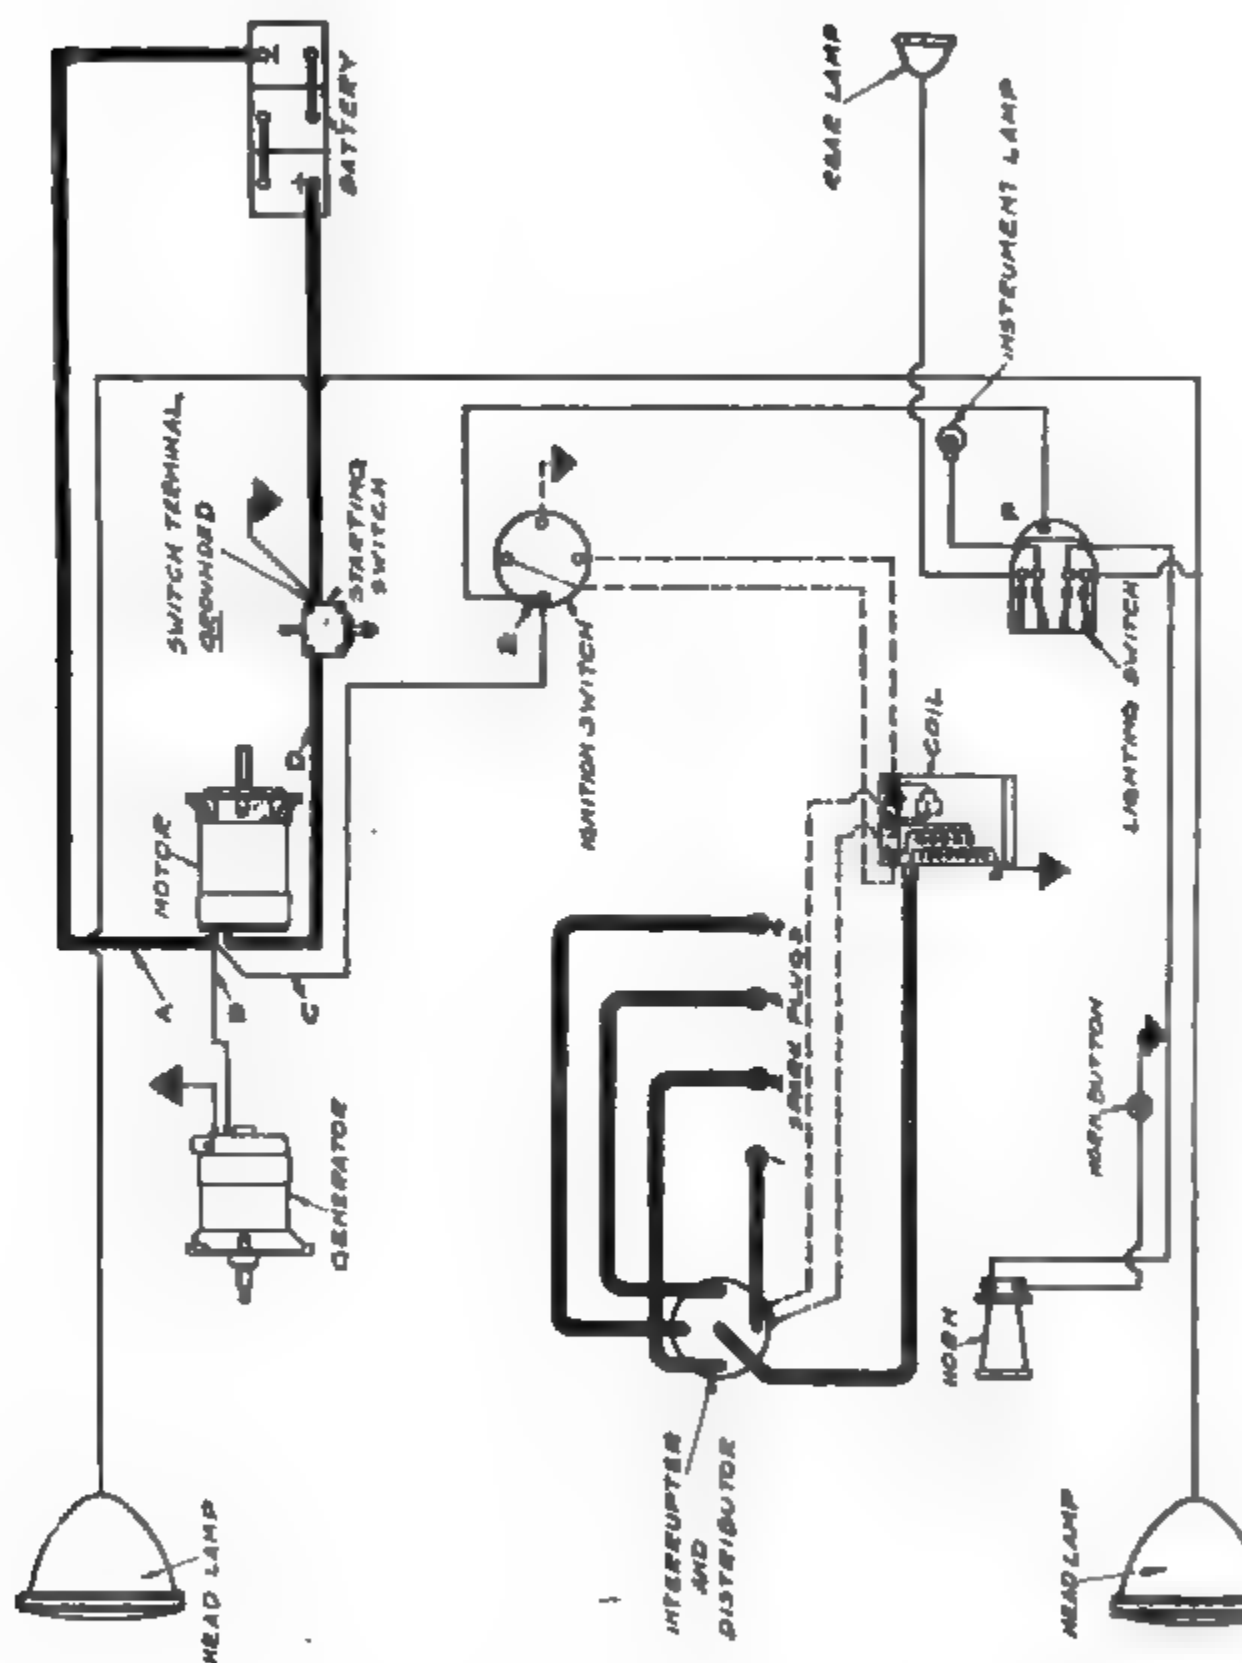 BATTERY
REAR LAMP
INSTRUMENT LAMP
SWITCH TERMINAL
GROUNDED
STARTING
SWITCH
IGNITION SWITCH
LIGHTING SWITCH
MOTOR
COIL
D
E
F
A
B
C
GENERATOR
SPARK PLUGS
HORN BUTTON
HORN
INTERRUPTER
AND
DISTRIBUTOR
HEAD LAMP
HEAD LAMP